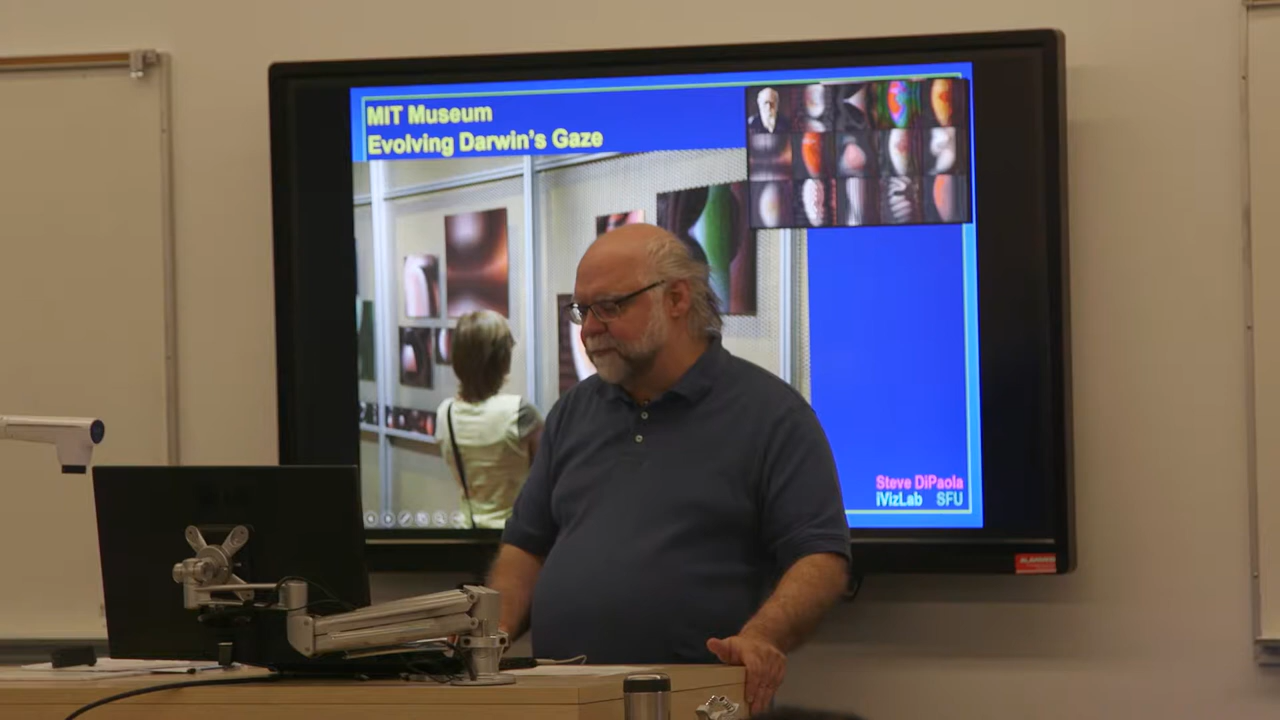 MIT Museum
Evolving Darwin's Gaze
Steve DiPaola
iVizLab SFU